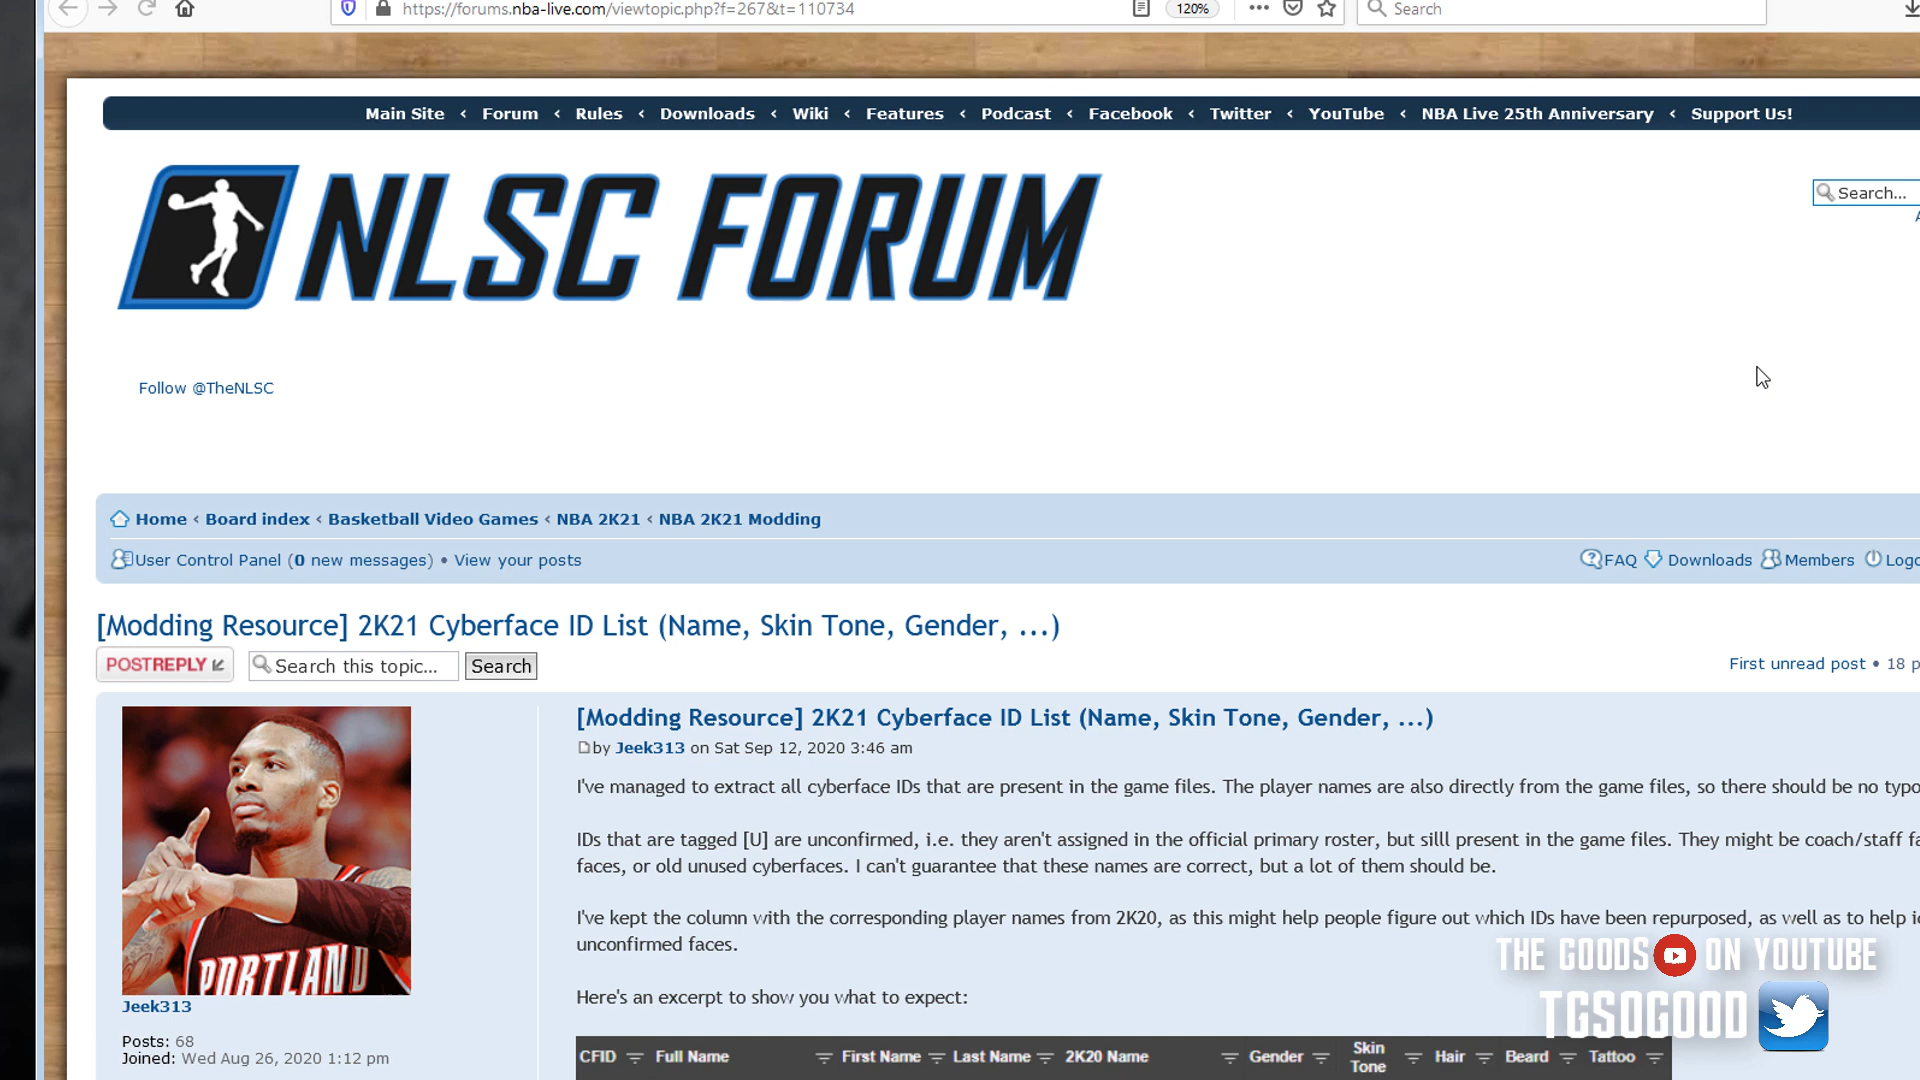 https://forums.nba-live.com/viewtopic.php?f=267&t=110734
120%
Search
Main Site ‹ Forum ‹ Rules ‹ Downloads ‹ Wiki ‹ Features ‹ Podcast ‹ Facebook ‹ Twitter ‹ YouTube ‹ NBA Live 25th Anniversary ‹ Support Us!
NLSC FORUM
Search...
Follow @TheNLSC
Home ‹ Board index ‹ Basketball Video Games ‹ NBA 2K21 ‹ NBA 2K21 Modding
User Control Panel (0 new messages) • View your posts
FAQ Downloads Members Logo
[Modding Resource] 2K21 Cyberface ID List (Name, Skin Tone, Gender, ...)
POSTREPLY Search this topic... Search
First unread post • 18 p
[Modding Resource] 2K21 Cyberface ID List (Name, Skin Tone, Gender, ...)
by Jeek313 on Sat Sep 12, 2020 3:46 am
I've managed to extract all cyberface IDs that are present in the game files. The player names are also directly from the game files, so there should be no typo
IDs that are tagged [U] are unconfirmed, i.e. they aren't assigned in the official primary roster, but silll present in the game files. They might be coach/staff fa
faces, or old unused cyberfaces. I can't guarantee that these names are correct, but a lot of them should be.
I've kept the column with the corresponding player names from 2K20, as this might help people figure out which IDs have been repurposed, as well as to help ic
unconfirmed faces.
Here's an excerpt to show you what to expect:
PORTLAND
Jeek313
Posts: 68
Joined: Wed Aug 26, 2020 1:12 pm
CFID Full Name First Name Last Name 2K20 Name Gender Skin Tone Hair Beard Tattoo
THE GOODS ON YOUTUBE
TGSOGOOD